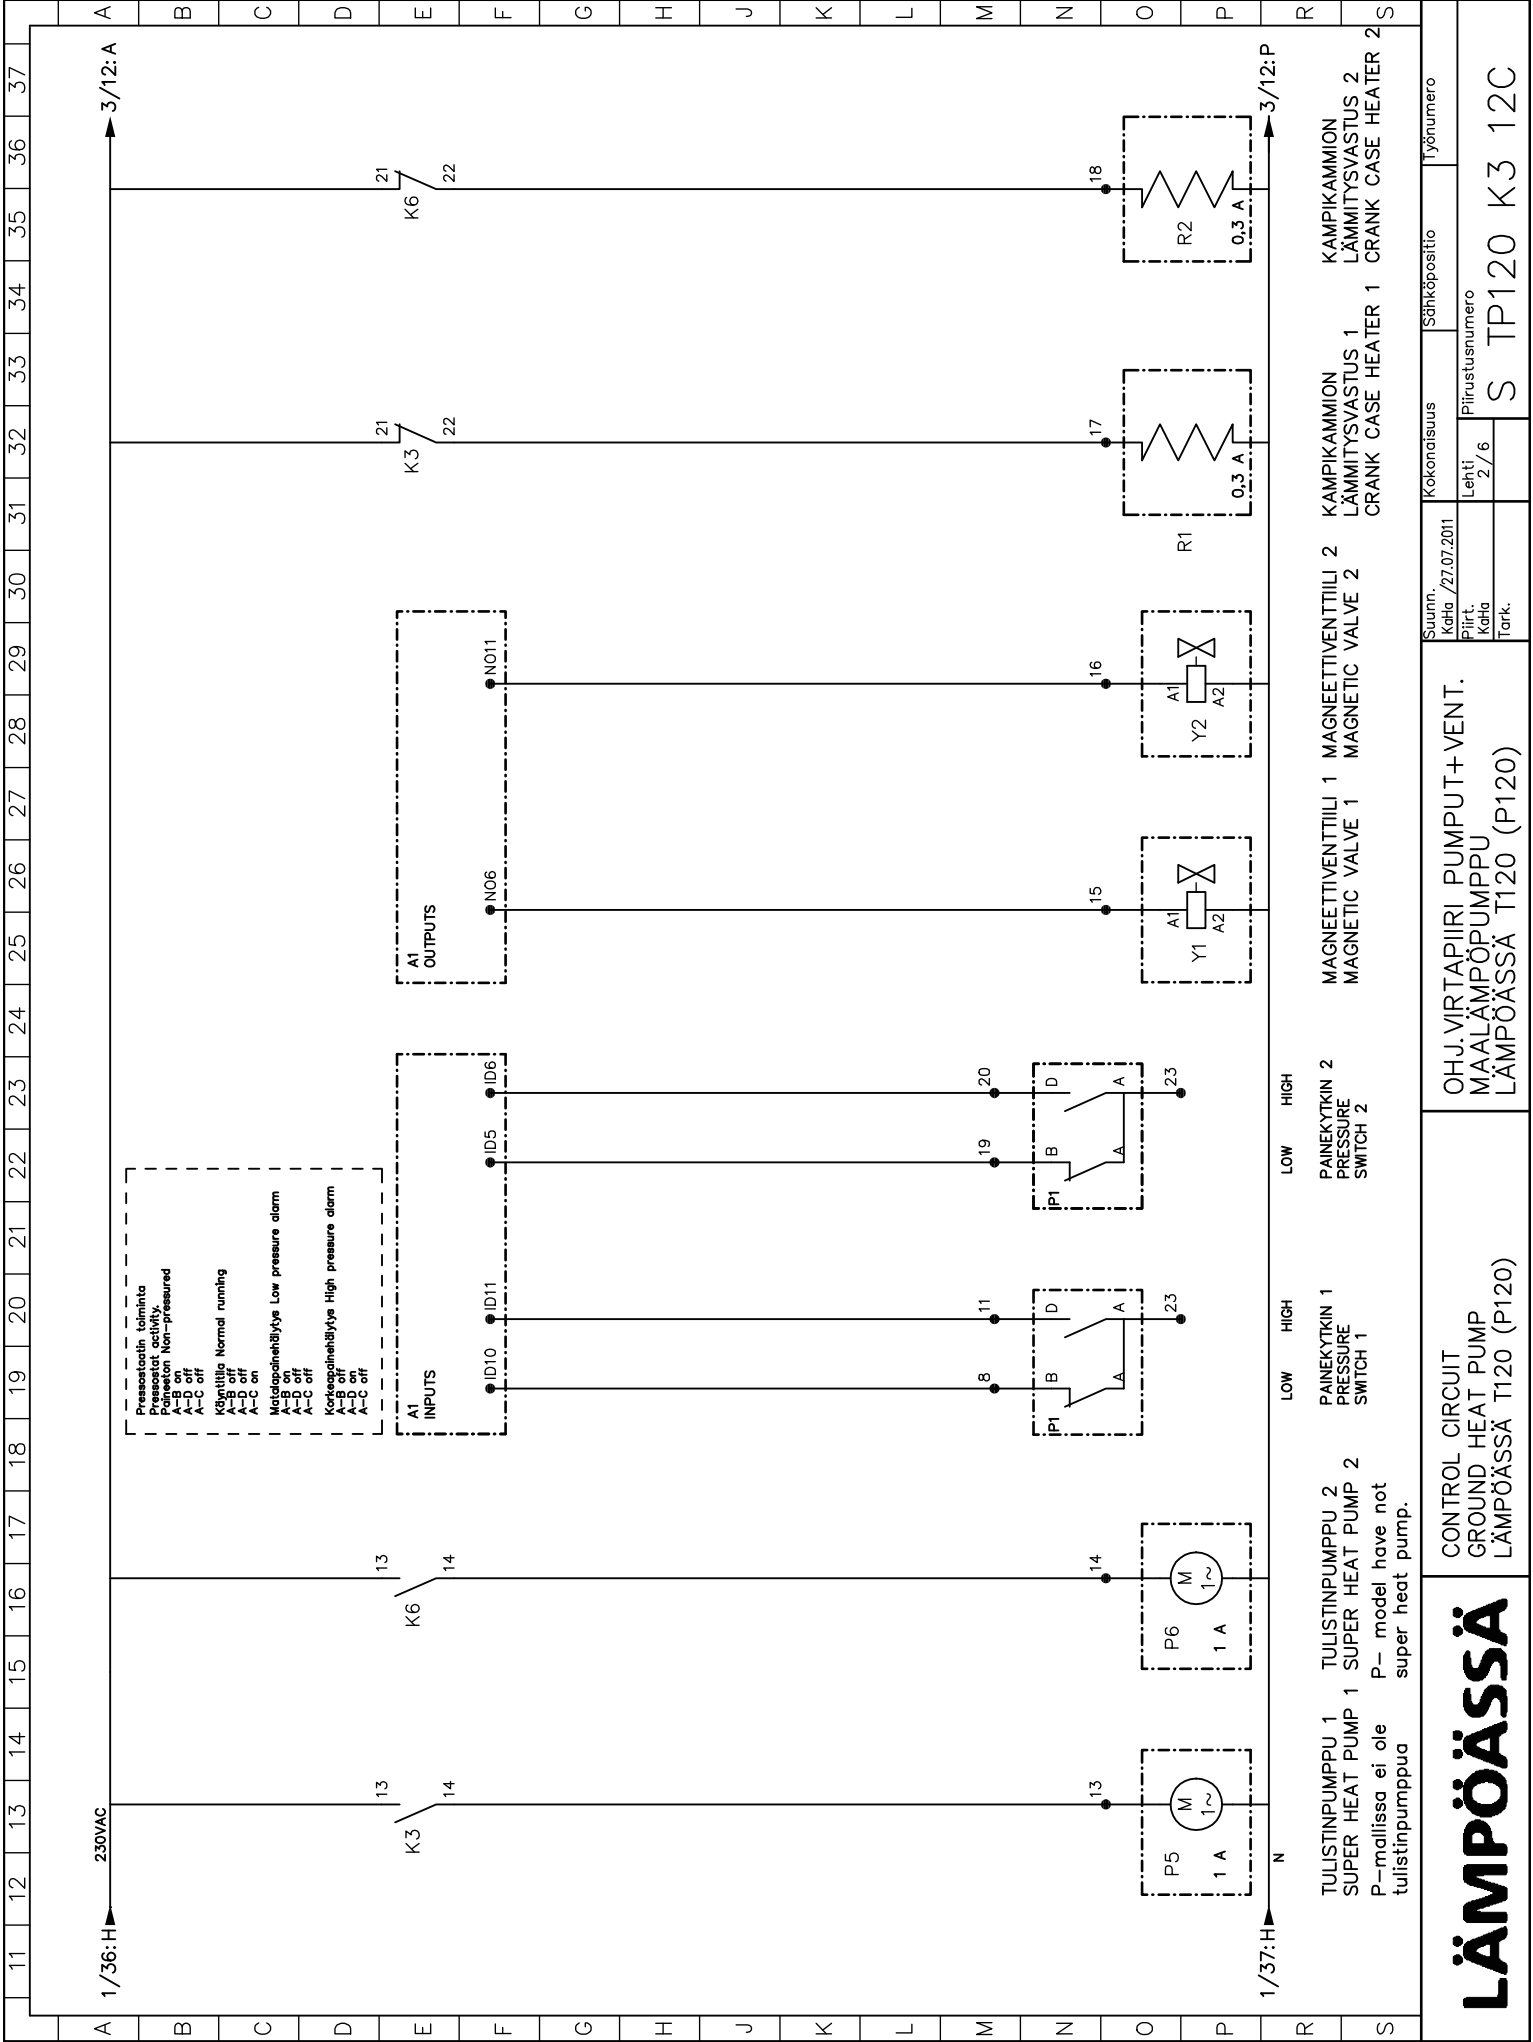 11 12 13 14 15 16 17 18 19 20 21 22 23 24 25 26 27 28 29 30 31 32 33 34 35 36 37
A
B
C
D
E
F
G
H
J
K
L
M
N
O
P
R
S
A
B
C
D
E
F
G
H
J
K
L
M
N
O
P
R
S
1/36:H
230VAC
3/12:A
Pressostaatin toiminta
Pressostat activity.
Paineeton Non-pressured
A-B on
A-D off
A-C off
Käyntitila Normal running
A-B off
A-D off
A-C on
Matalapainehälytys Low pressure alarm
A-B on
A-D off
A-C off
Korkeapainehälytys High pressure alarm
A-B off
A-D on
A-C off
13
K3
14
13
K6
14
A1
INPUTS
ID10
ID11
ID5
ID6
A1
OUTPUTS
NO6
NO11
21
K3
22
21
K6
22
8
11
19
20
P1
B
D
A
A
23
P1
B
D
A
A
23
13
P5
M
1~
1 A
14
P6
M
1~
1 A
15
Y1
A1
A2
16
Y2
A1
A2
17
R1
0,3 A
18
R2
0,3 A
1/37:H
N
3/12:P
TULISTINPUMPPU 1
SUPER HEAT PUMP 1
P-mallissa ei ole
tulistinpumppua
TULISTINPUMPPU 2
SUPER HEAT PUMP 2
P- model have not
super heat pump.
LOW
HIGH
PAINEKYTKIN 1
PRESSURE
SWITCH 1
LOW
HIGH
PAINEKYTKIN 2
PRESSURE
SWITCH 2
MAGNEETTIVENTTIILI 1
MAGNETIC VALVE 1
MAGNEETTIVENTTIILI 2
MAGNETIC VALVE 2
KAMPIKAMMION
LÄMMITYSVASTUS 1
CRANK CASE HEATER 1
KAMPIKAMMION
LÄMMITYSVASTUS 2
CRANK CASE HEATER 2
LÄMPÖÄSSÄ
CONTROL CIRCUIT
GROUND HEAT PUMP
LÄMPÖÄSSÄ T120 (P120)
OHJ.VIRTAPIIRI PUMPUT+VENT.
MAALÄMPÖPUMPPU
LÄMPÖÄSSÄ T120 (P120)
Suunn.
KaHa /27.07.2011
Piirt.
KaHa
Tark.
Kokonaisuus
Sähköpositio
Työnumero
Lehti
2/6
Piirustusnumero
S TP120 K3 12C